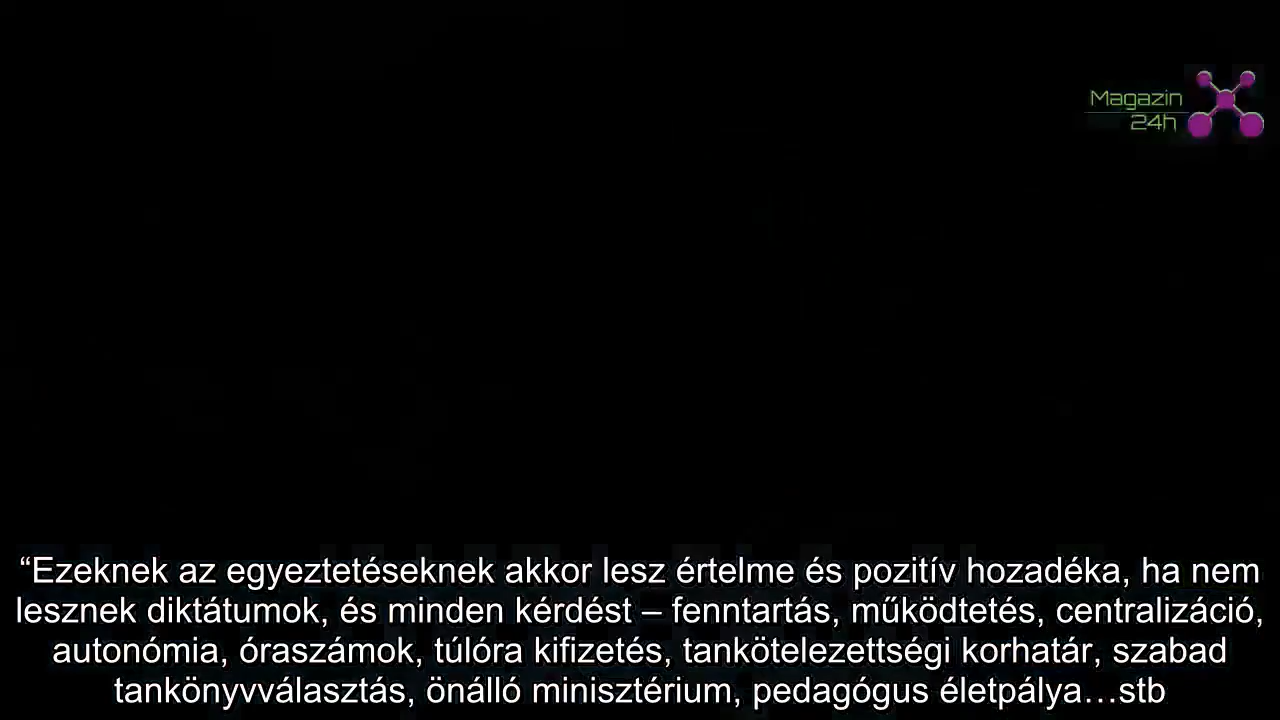 Magazin
24h
“Ezeknek az egyeztetéseknek akkor lesz értelme és pozitív hozadéka, ha nem
lesznek diktátumok, és minden kérdést – fenntartás, működtetés, centralizáció,
autonómia, óraszámok, túlóra kifizetés, tankötelezettségi korhatár, szabad
tankönyvválasztás, önálló minisztérium, pedagógus életpálya…stb